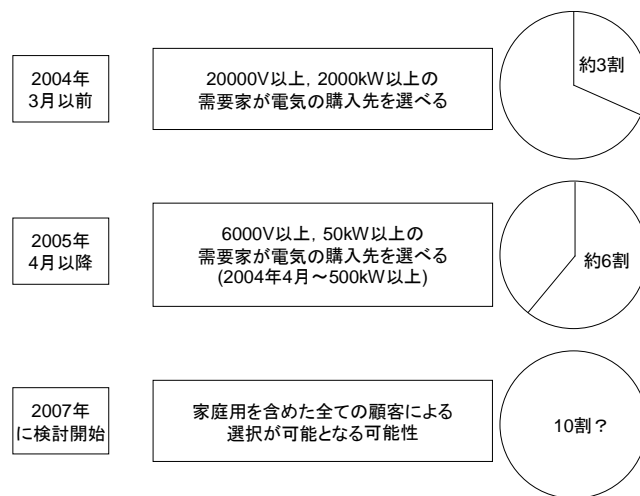 2004年
3月以前
20000V以上，2000kW以上の
需要家が電気の購入先を選べる
約3割
2005年
4月以降
6000V以上，50kW以上の
需要家が電気の購入先を選べる
(2004年4月～500kW以上)
約6割
2007年
に検討開始
家庭用を含めた全ての顧客による
選択が可能となる可能性
10割？